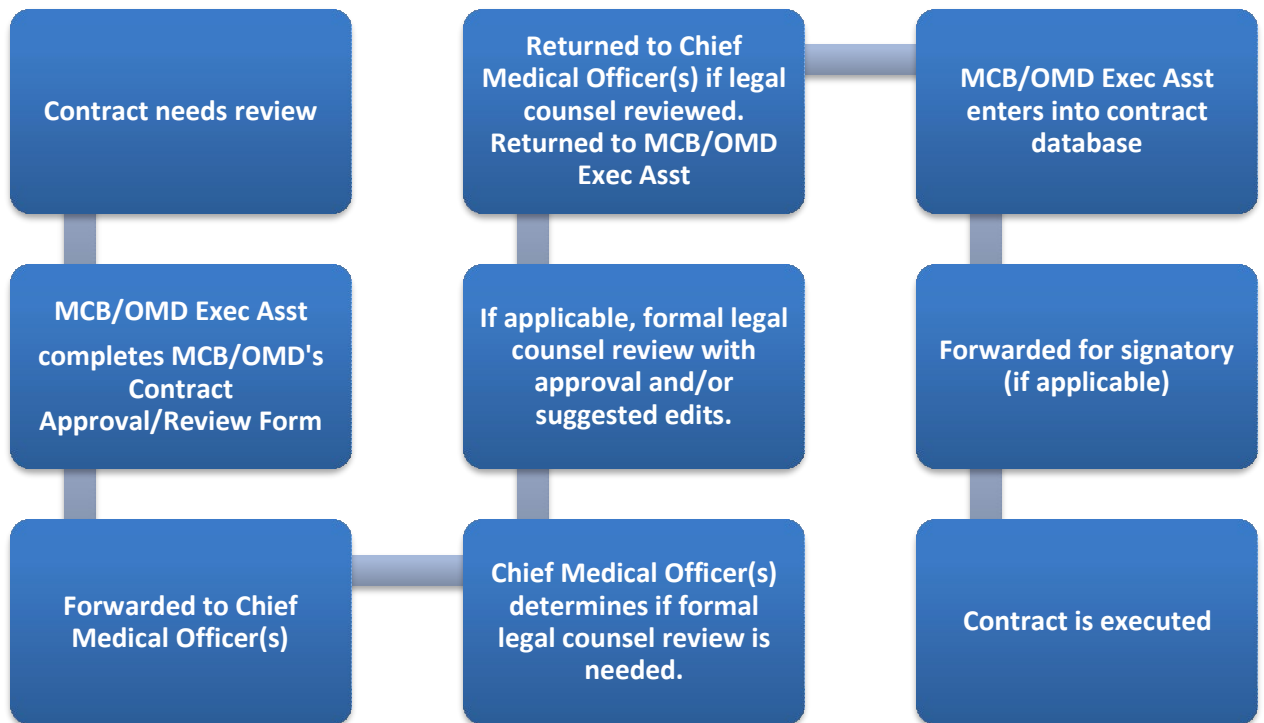 Contract needs review
MCB/OMD Exec Asst
completes MCB/OMD's
Contract
Approval/Review Form
Forwarded to Chief
Medical Officer(s)
Chief Medical Officer(s)
determines if formal
legal counsel review is
needed.
If applicable, formal legal
counsel review with
approval and/or
suggested edits.
Returned to Chief
Medical Officer(s) if legal
counsel reviewed.
Returned to MCB/OMD
Exec Asst
MCB/OMD Exec Asst
enters into contract
database
Forwarded for signatory
(if applicable)
Contract is executed